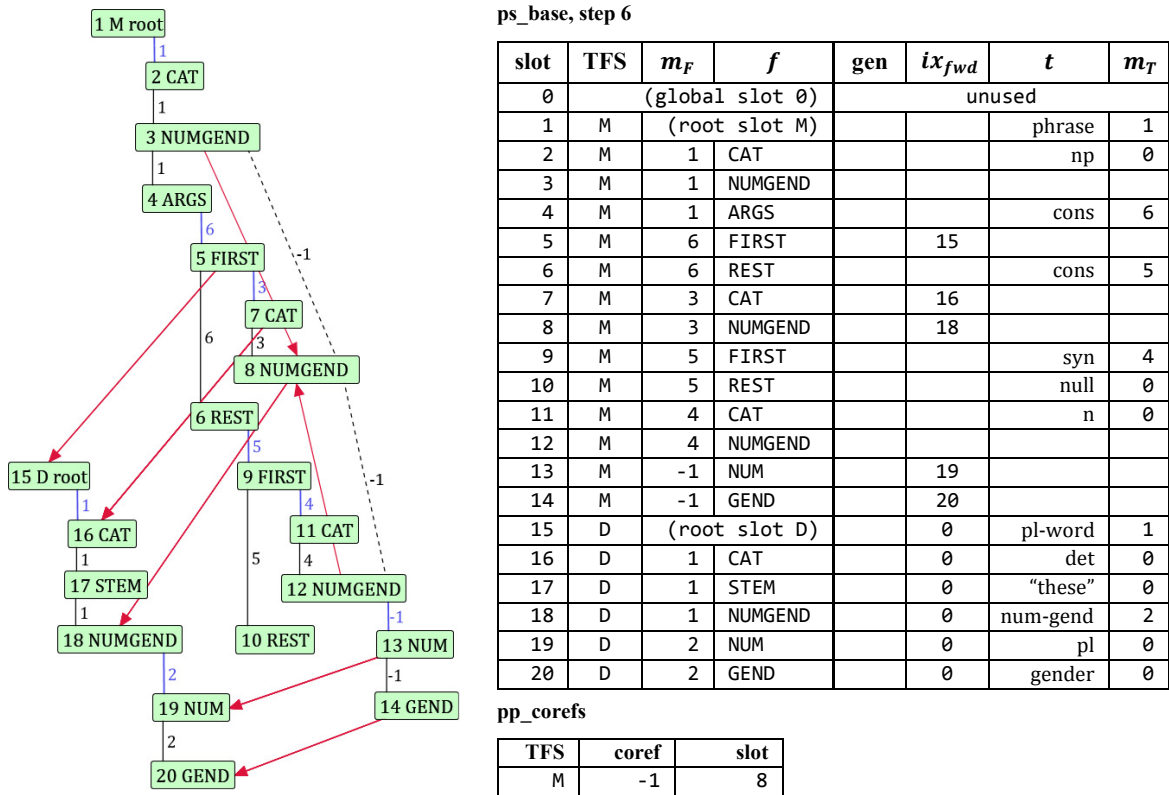 1 M root
1
2 CAT
1
3 NUMGEND
1
4 ARGS
6
5 FIRST
-1
3
7 CAT
6
3
8 NUMGEND
6 REST
5
15 D root
9 FIRST
-1
1
4
16 CAT
11 CAT
1
5
4
17 STEM
12 NUMGEND
1
-1
18 NUMGEND
10 REST
13 NUM
2
-1
19 NUM
14 GEND
2
20 GEND
ps_base, step 6
slot TFS m_F f gen ix_fwd t m_T
0 (global slot 0) unused
1 M (root slot M) phrase 1
2 M 1 CAT np 0
3 M 1 NUMGEND
4 M 1 ARGS cons 6
5 M 6 FIRST 15
6 M 6 REST cons 5
7 M 3 CAT 16
8 M 3 NUMGEND 18
9 M 5 FIRST syn 4
10 M 5 REST null 0
11 M 4 CAT n 0
12 M 4 NUMGEND
13 M -1 NUM 19
14 M -1 GEND 20
15 D (root slot D) 0 pl-word 1
16 D 1 CAT 0 det 0
17 D 1 STEM 0 “these” 0
18 D 1 NUMGEND 0 num-gend 2
19 D 2 NUM 0 pl 0
20 D 2 GEND 0 gender 0
pp_corefs
TFS coref slot
M -1 8